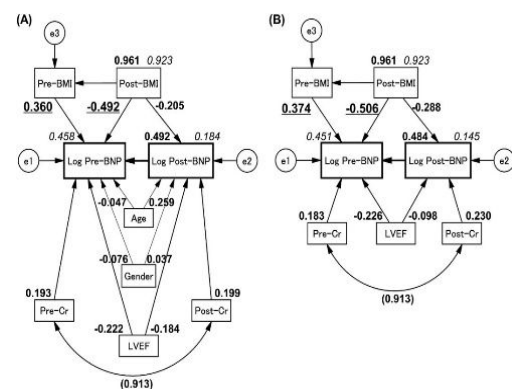 (A)
e3
0.961 0.923
Pre-BMI
Post-BMI
0.360
-0.492
-0.205
0.458
0.492
0.184
e1
Log Pre-BNP
Log Post-BNP
e2
-0.047
0.259
Age
-0.076
0.037
Gender
0.193
0.199
Pre-Cr
Post-Cr
-0.222
-0.184
LVEF
(0.913)
(B)
e3
0.961 0.923
Pre-BMI
Post-BMI
0.374
-0.506
-0.288
0.451
0.484
0.145
e1
Log Pre-BNP
Log Post-BNP
e2
0.183
-0.226
-0.098
0.230
Pre-Cr
LVEF
Post-Cr
(0.913)